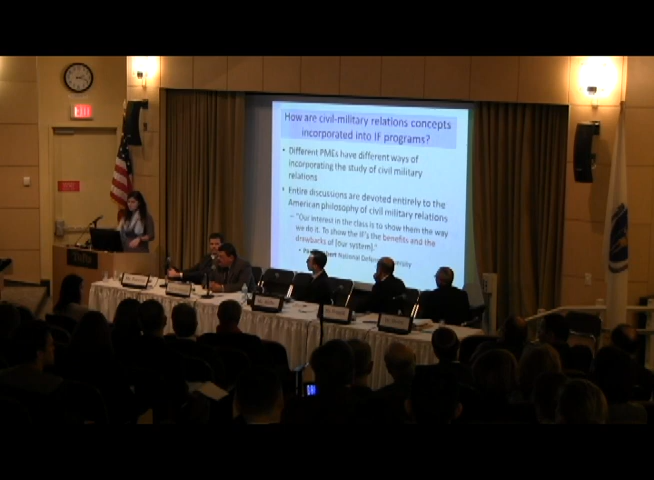 How are civil-military relations concepts
incorporated into IF programs?
• Different PMEs have different ways of
incorporating the study of civil military
relations
• Entire discussions are devoted entirely to the
American philosophy of civil military relations
– "Our interest in the class is to show them the way
we do it. To show the IF's the benefits and the
drawbacks of [our system]."
National Defense University
EXIT
Tufts